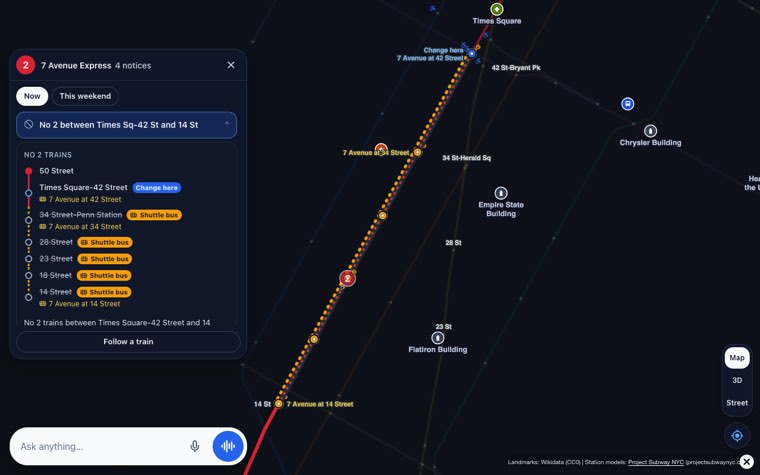 2
7 Avenue Express 4 notices
Now
This weekend
No 2 between Times Sq-42 St and 14 St
NO 2 TRAINS
50 Street
Times Square-42 Street Change here
7 Avenue at 42 Street
34 Street-Penn Station Shuttle bus
7 Avenue at 34 Street
28 Street Shuttle bus
23 Street Shuttle bus
18 Street Shuttle bus
14 Street Shuttle bus
7 Avenue at 14 Street
No 2 trains between Times Square-42 Street and 14
Follow a train
Ask anything...
Times Square
Change here
7 Avenue at 42 Street
42 St-Bryant Pk
Chrysler Building
7 Avenue at 34 Street
34 St-Herald Sq
Empire State
Building
28 St
2
23 St
Flatiron Building
14 St
7 Avenue at 14 Street
Map
3D
Street
Landmarks: Wikidata (CC0) | Station models: Project Subway NYC (projectsubwaynyc.c